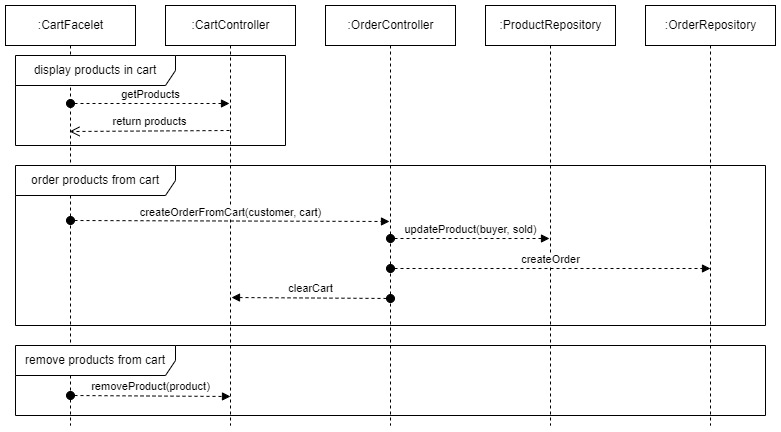 :CartFacelet
:CartController
:OrderController
:ProductRepository
:OrderRepository
display products in cart
getProducts
return products
order products from cart
createOrderFromCart(customer, cart)
updateProduct(buyer, sold)
createOrder
clearCart
remove products from cart
removeProduct(product)